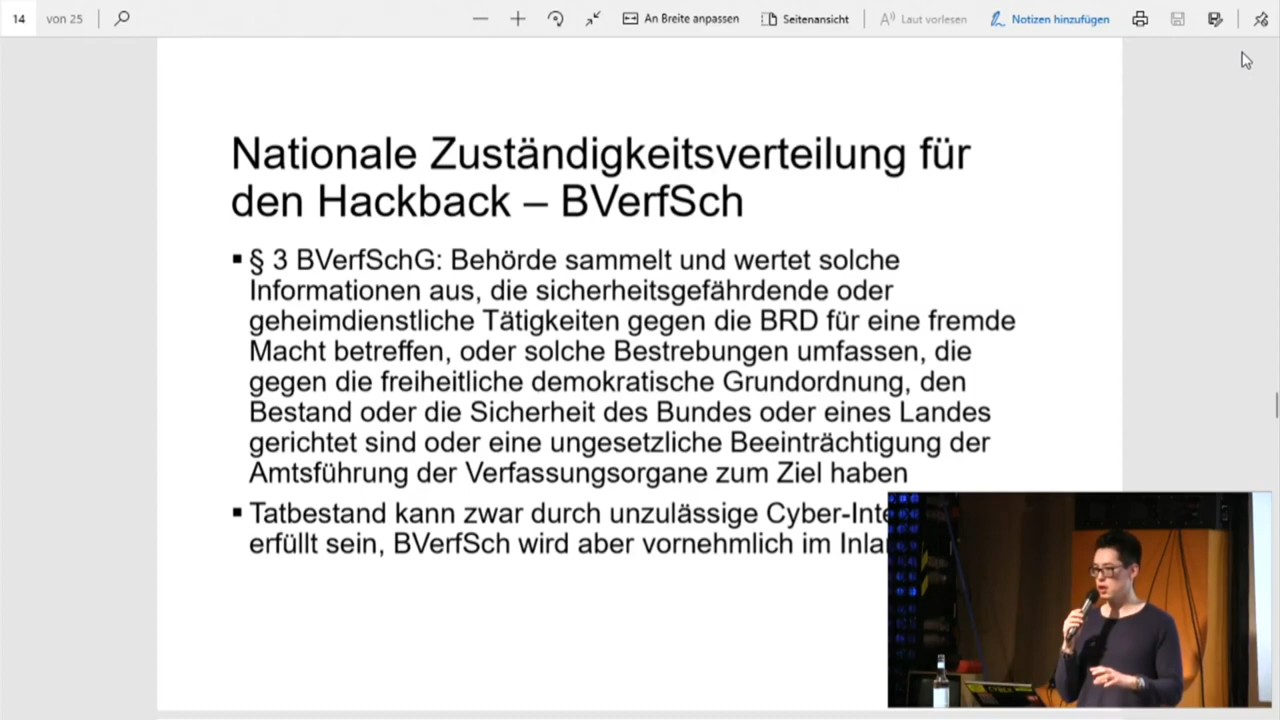 14 von 25 An Breite anpassen Seitenansicht Laut vorlesen Notizen hinzufügen
Nationale Zuständigkeitsverteilung für
den Hackback – BVerfSch
▪ § 3 BVerfSchG: Behörde sammelt und wertet solche
Informationen aus, die sicherheitsgefährdende oder
geheimdienstliche Tätigkeiten gegen die BRD für eine fremde
Macht betreffen, oder solche Bestrebungen umfassen, die
gegen die freiheitliche demokratische Grundordnung, den
Bestand oder die Sicherheit des Bundes oder eines Landes
gerichtet sind oder eine ungesetzliche Beeinträchtigung der
Amtsführung der Verfassungsorgane zum Ziel haben
▪ Tatbestand kann zwar durch unzulässige Cyber-Inte
erfüllt sein, BVerfSch wird aber vornehmlich im Inla
CYBER